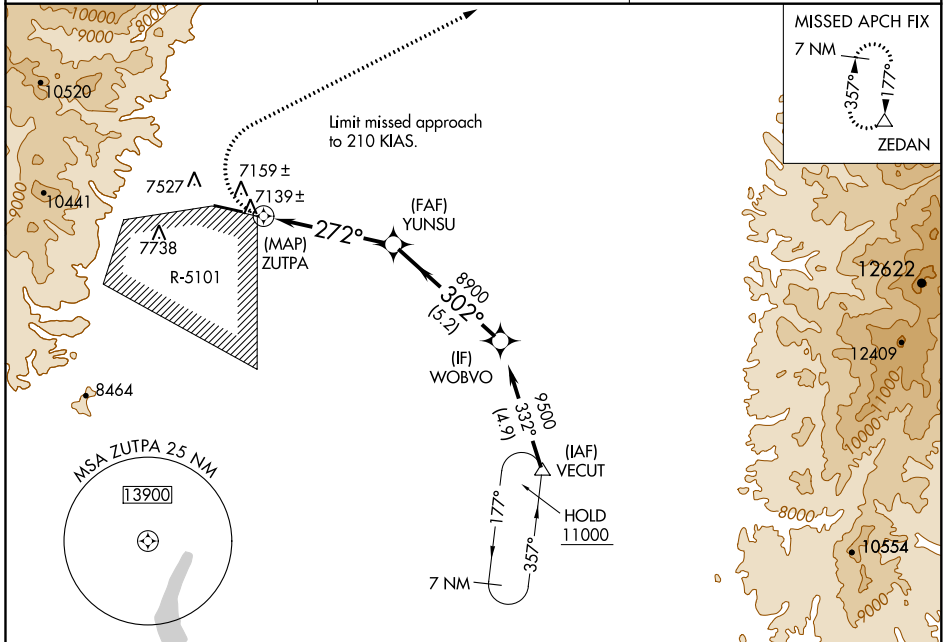 10000
9000
10520
10441
9000
7527
7159 ±
7139 ±
7738
R-5101
8464
Limit missed approach
to 210 KIAS.
(MAP)
ZUTPA
272°
(FAF)
YUNSU
8900
302°
(5.2)
(IF)
WOBVO
9500
332°
(4.9)
(IAF)
VECUT
HOLD
11000
177°
357°
7 NM
MSA ZUTPA 25 NM
13900
MISSED APCH FIX
7 NM
357°
177°
ZEDAN
12622
12409
11000
10000
8000
10554
9000